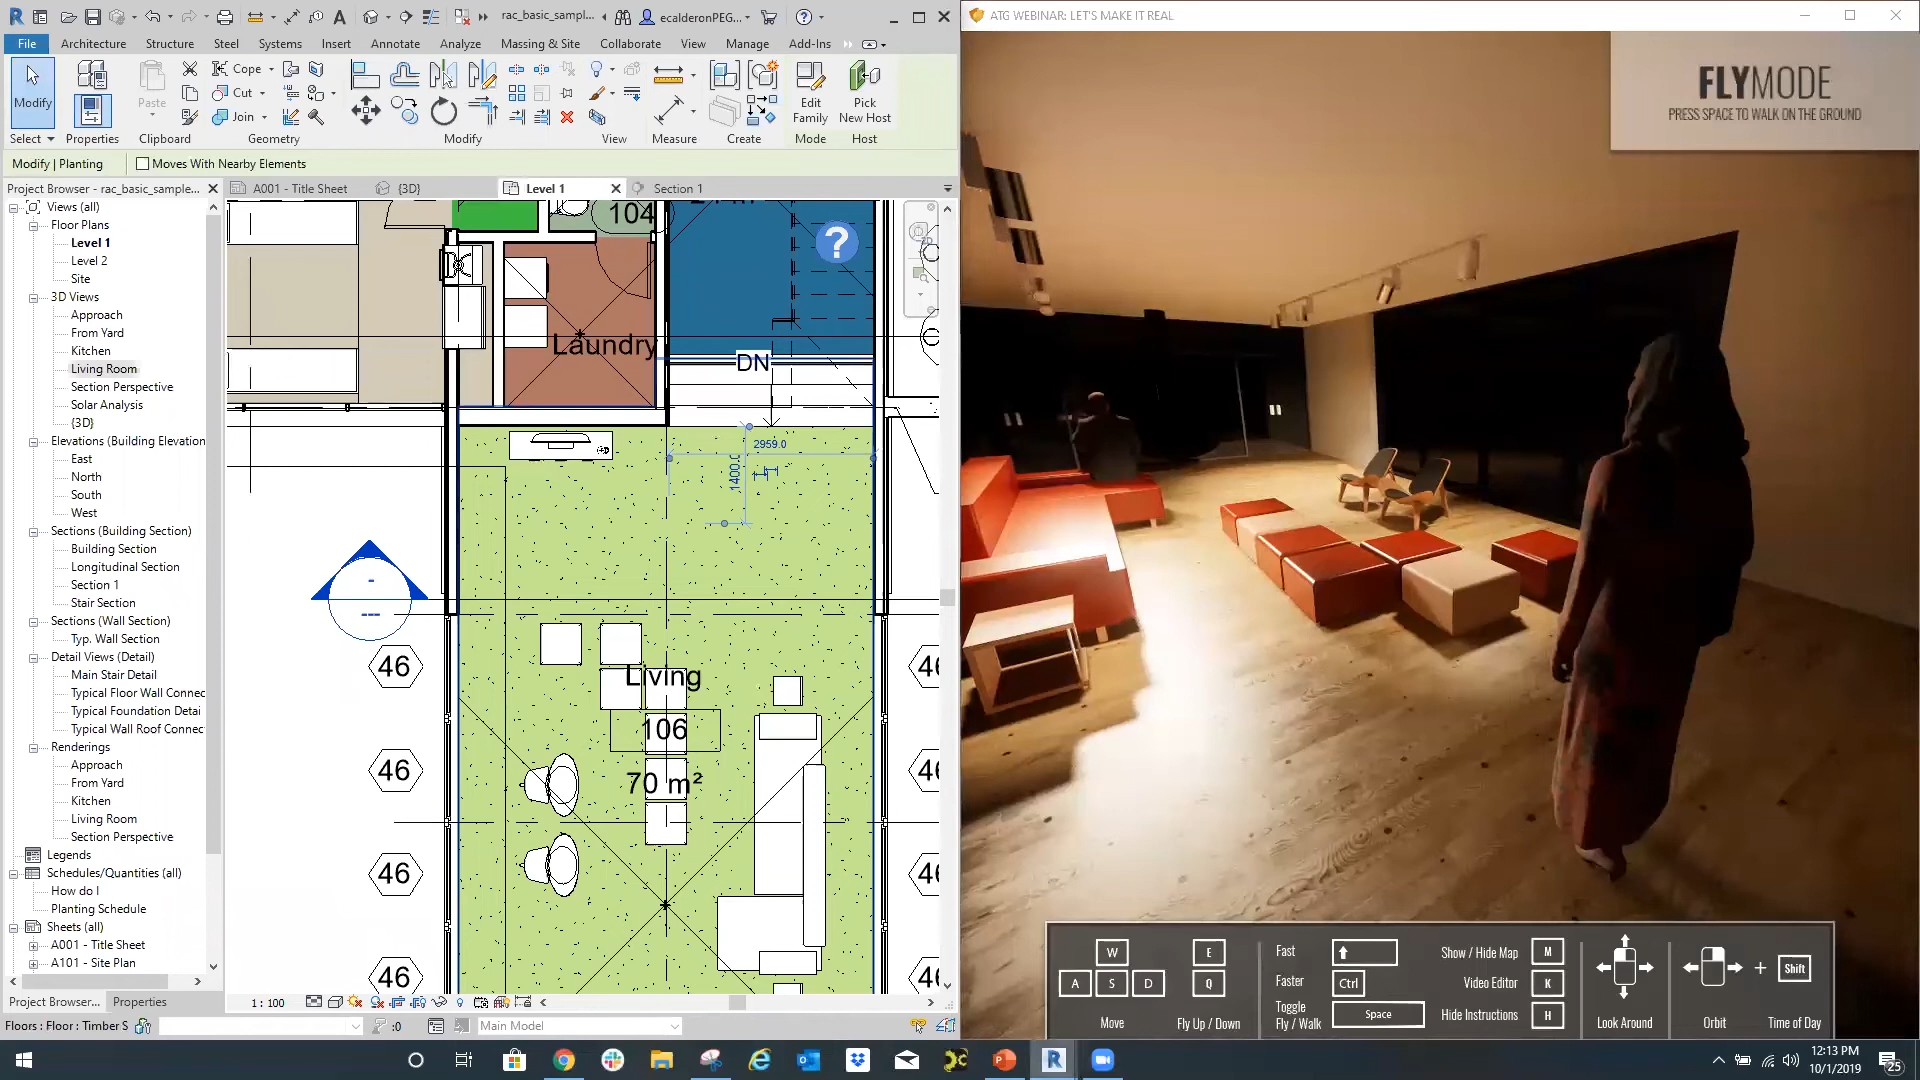 rac_basic_sampl...
ecalderonPEG...
File
Architecture
Structure
Steel
Systems
Insert
Annotate
Analyze
Massing & Site
Collaborate
View
Manage
Add-Ins
Modify
Paste
Cope
Cut
Join
Edit
Family
Pick
New Host
Select
Properties
Clipboard
Geometry
Modify
View
Measure
Create
Mode
Host
Modify | Planting
Moves With Nearby Elements
Project Browser - rac_basic_sample...
A001 - Title Sheet
{3D}
Level 1
Section 1
Views (all)
Floor Plans
Level 1
Level 2
Site
3D Views
Approach
From Yard
Kitchen
Living Room
Section Perspective
Solar Analysis
{3D}
Elevations (Building Elevation
East
North
South
West
Sections (Building Section)
Building Section
Longitudinal Section
Section 1
Stair Section
Sections (Wall Section)
Typ. Wall Section
Detail Views (Detail)
Main Stair Detail
Typical Floor Wall Connec
Typical Foundation Detai
Typical Wall Roof Connec
Renderings
Approach
From Yard
Kitchen
Living Room
Section Perspective
Legends
Schedules/Quantities (all)
How do I
Planting Schedule
Sheets (all)
A001 - Title Sheet
A101 - Site Plan
Project Browser...
Properties
104
?
Laundry
DN
2959.0
1400.0
Living
106
70 m²
46
46
46
46
1 : 100
Floors : Floor : Timber S
:0
Main Model
ATG WEBINAR: LET'S MAKE IT REAL
FLYMODE
PRESS SPACE TO WALK ON THE GROUND
W
A
S
D
Move
E
Q
Fly Up / Down
Fast
Faster
Ctrl
Toggle
Fly / Walk
Space
Show / Hide Map
M
Video Editor
K
Hide Instructions
H
Look Around
Orbit
+
Shift
Time of Day
12:13 PM
10/1/2019
25